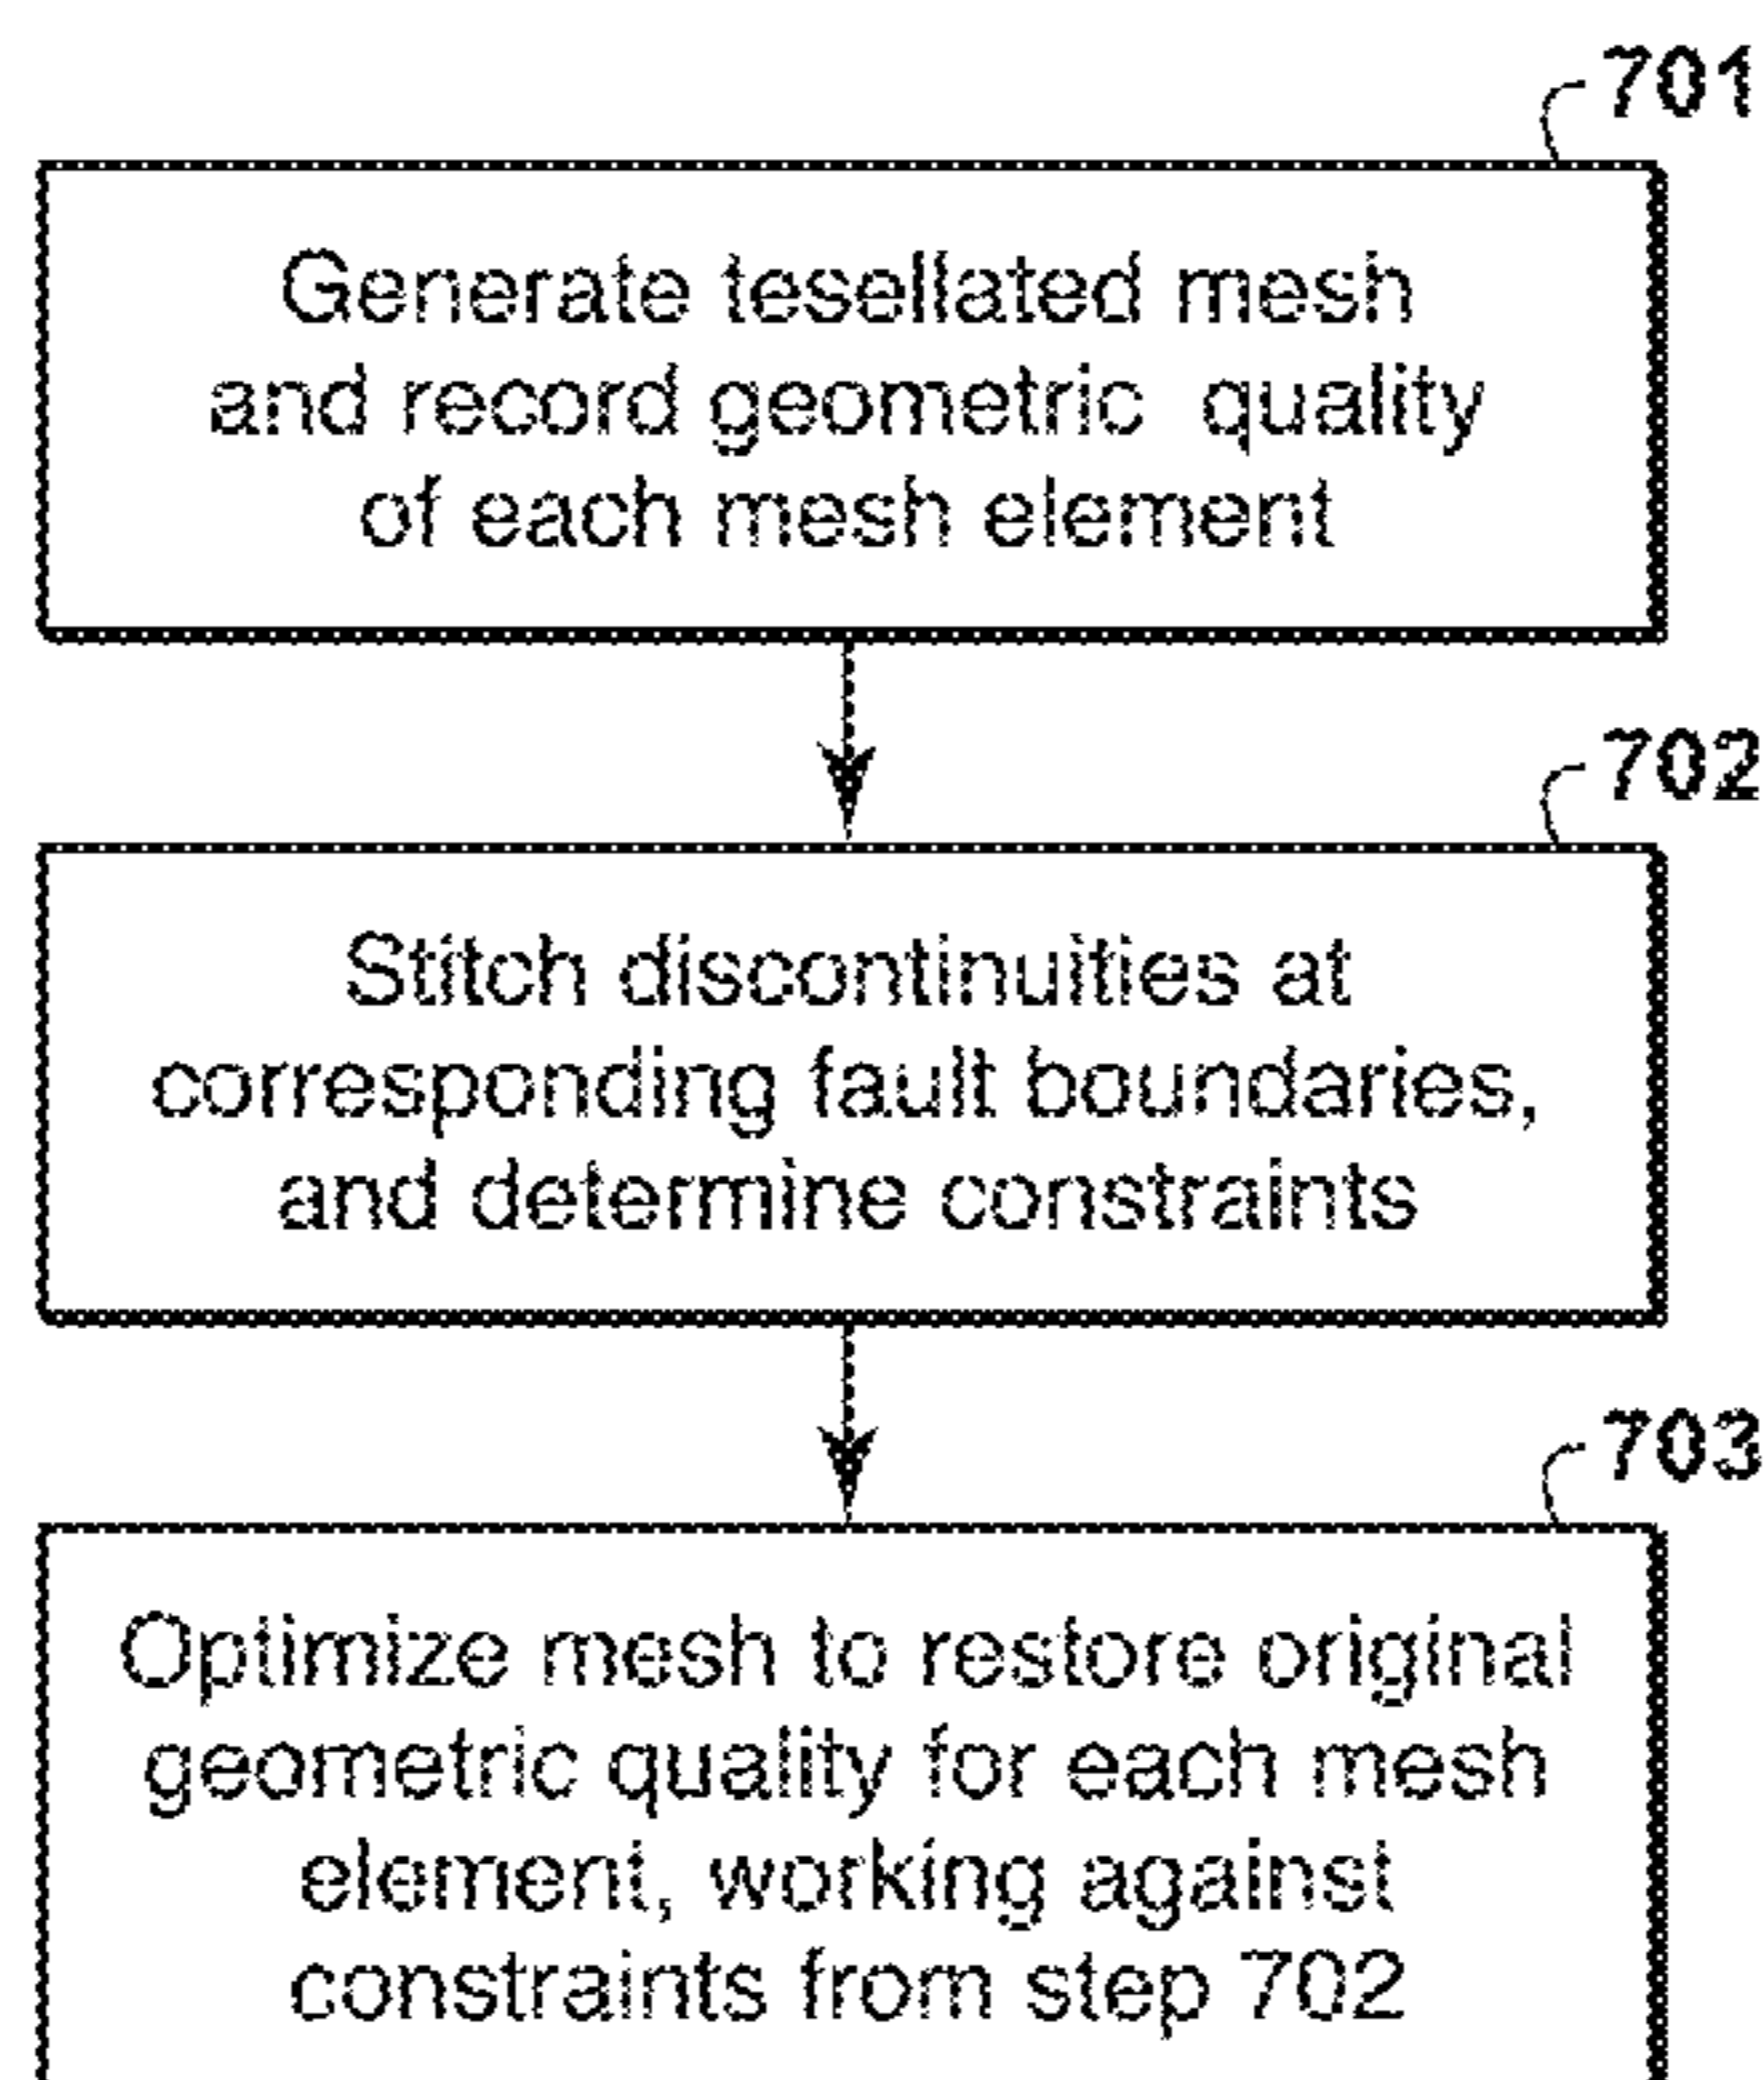 701
Generate tesellated mesh
and record geometric quality
of each mesh element
702
Stitch discontinuities at
corresponding fault boundaries,
and determine constraints
703
Optimize mesh to restore original
geometric quality for each mesh
element, working against
constraints from step 702